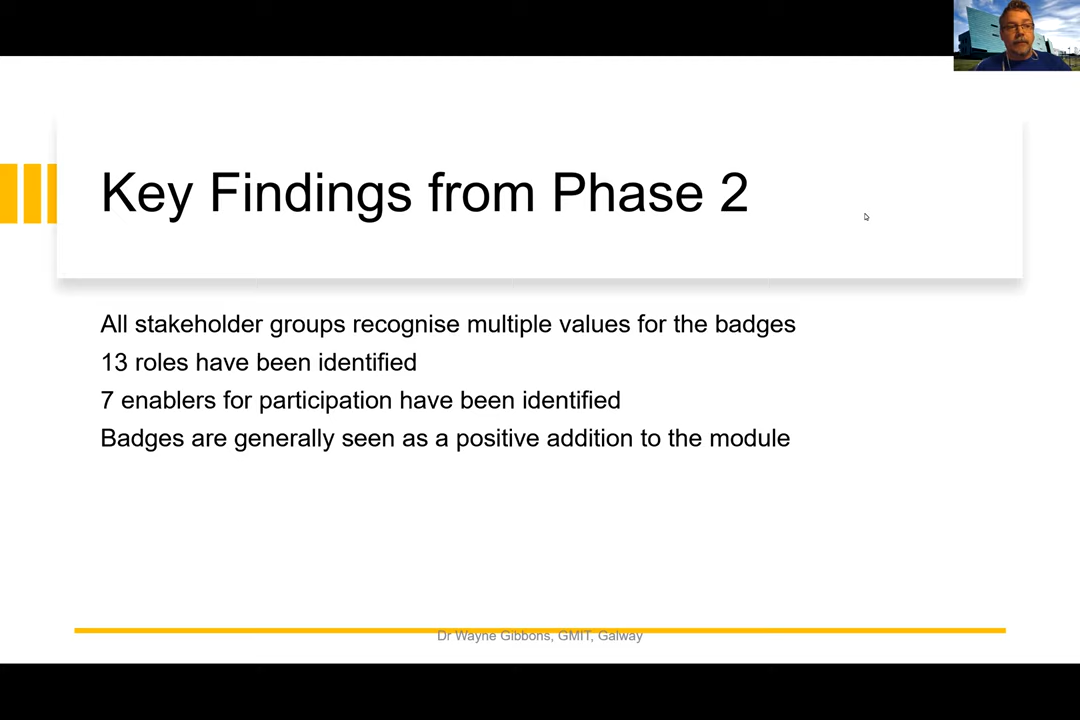 Key Findings from Phase 2
All stakeholder groups recognise multiple values for the badges
13 roles have been identified
7 enablers for participation have been identified
Badges are generally seen as a positive addition to the module
Dr Wayne Gibbons, GMIT, Galway